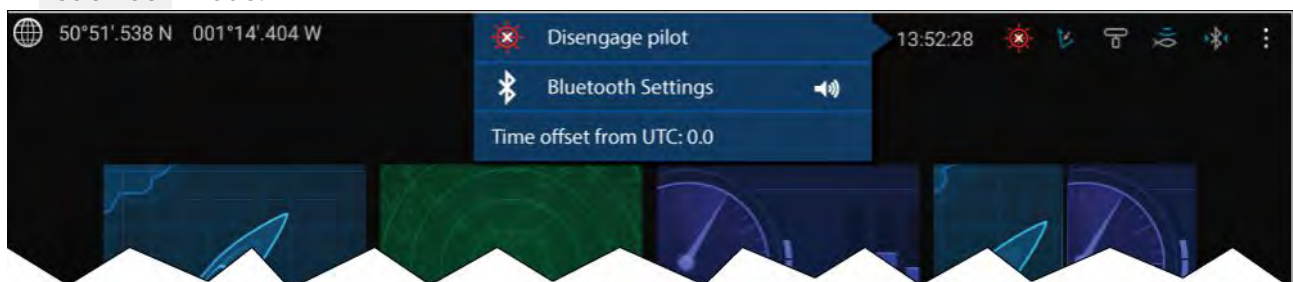 50°51'.538 N 001°14'.404 W
Disengage pilot
13:52:28
Bluetooth Settings
Time offset from UTC: 0.0